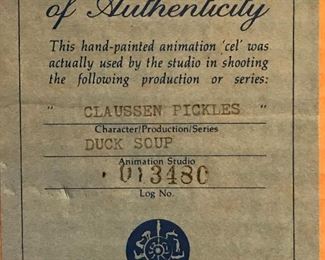 of Authenticity
This hand-painted animation 'cel' was
actually used by the studio in shooting
the following production or series:
" CLAUSSEN PICKLES "
Character/Production/Series
DUCK SOUP
Animation Studio
013480
Log No.